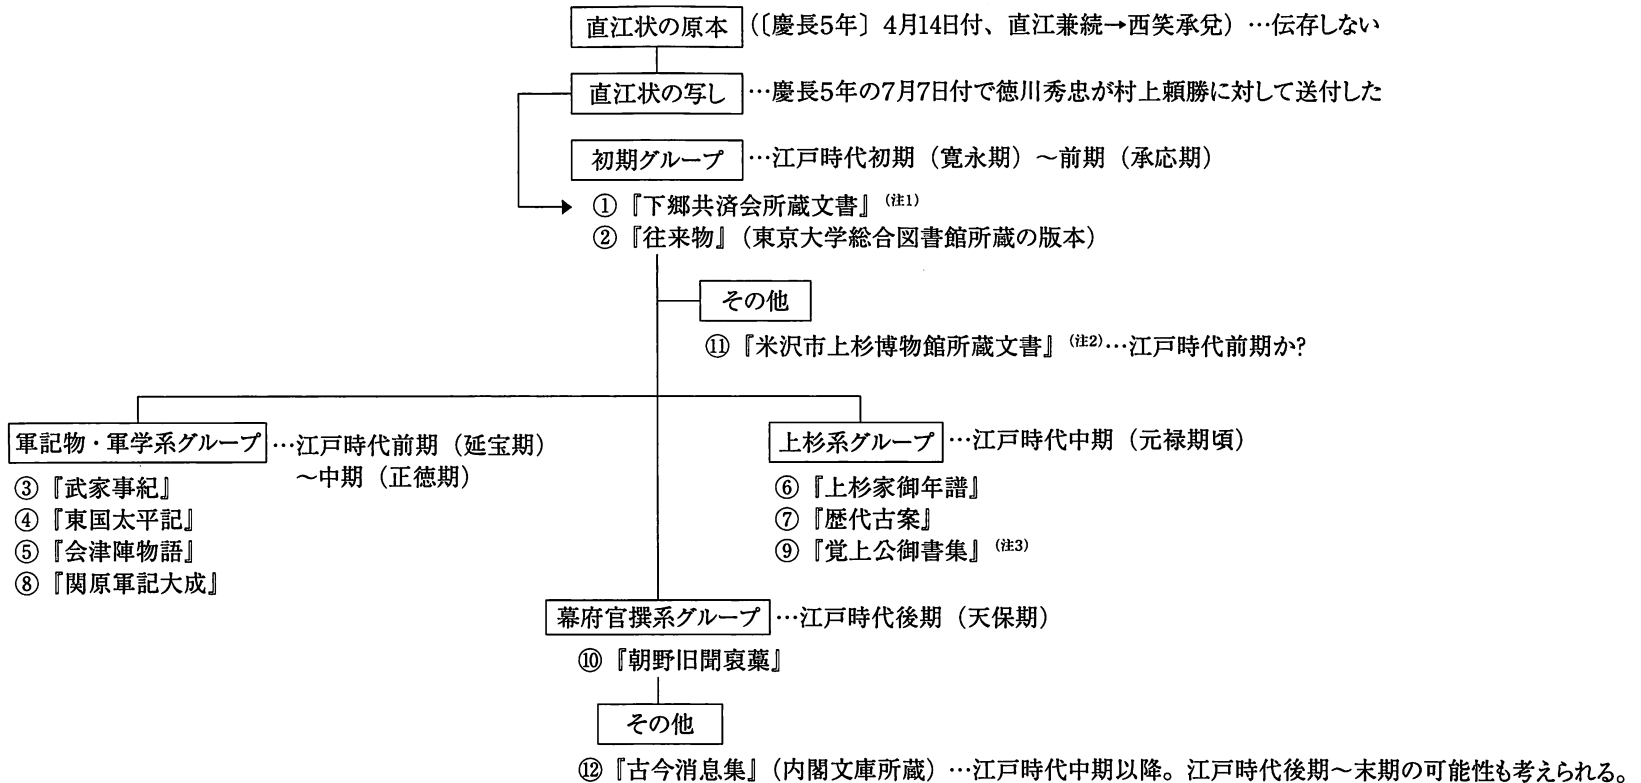 直江状の原本 (〔慶長5年〕4月14日付、直江兼続→西笑承兌)…伝存しない
直江状の写し …慶長5年の7月7日付で徳川秀忠が村上頼勝に対して送付した
初期グループ …江戸時代初期（寛永期）～前期（承応期）
①『下郷共済会所蔵文書』(注1)
②『往来物』（東京大学総合図書館所蔵の版本）
その他
⑪『米沢市上杉博物館所蔵文書』(注2)…江戸時代前期か?
軍記物・軍学系グループ …江戸時代前期（延宝期）
～中期（正徳期）
③『武家事紀』
④『東国太平記』
⑤『会津陣物語』
⑧『関原軍記大成』
上杉系グループ …江戸時代中期（元禄期頃）
⑥『上杉家御年譜』
⑦『歴代古案』
⑨『覚上公御書集』(注3)
幕府官撰系グループ …江戸時代後期（天保期）
⑩『朝野旧聞裒藁』
その他
⑫『古今消息集』（内閣文庫所蔵）…江戸時代中期以降。江戸時代後期～末期の可能性も考えられる。